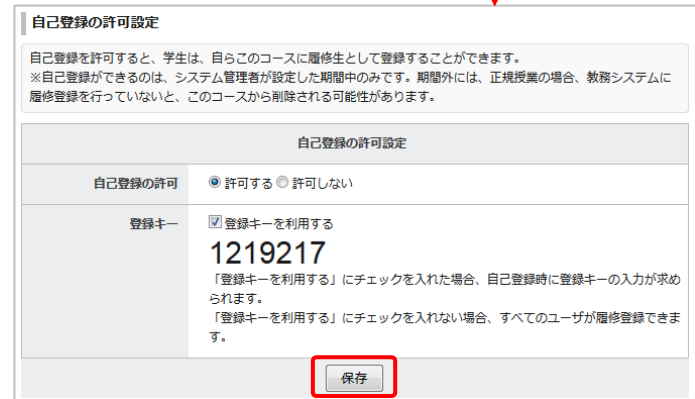 自己登録の許可設定
自己登録を許可すると、学生は、自らこのコースに履修生として登録することができます。
※自己登録ができるのは、システム管理者が設定した期間中のみです。期間外には、正規授業の場合、教務システムに
履修登録を行っていないと、このコースから削除される可能性があります。
自己登録の許可設定
自己登録の許可 許可する 許可しない
登録キー 登録キーを利用する
1219217
「登録キーを利用する」にチェックを入れた場合、自己登録時に登録キーの入力が求め
られます。
「登録キーを利用する」にチェックを入れない場合、すべてのユーザが履修登録できま
す。
保存